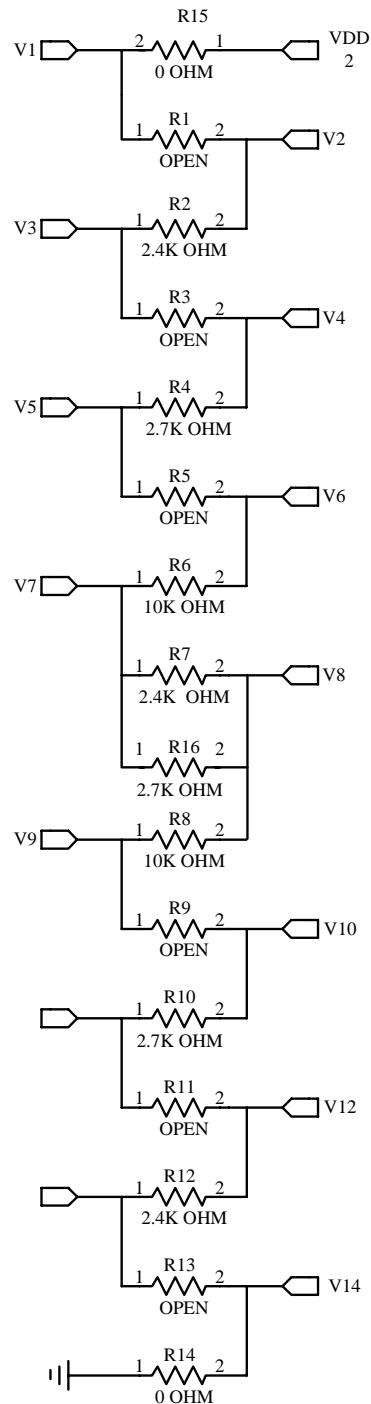 R15
V1 2 1 VDD
0 OHM 2
R1
1 2 V2
OPEN
R2
V3 1 2
2.4K OHM
R3
1 2 V4
OPEN
R4
V5 1 2
2.7K OHM
R5
1 2 V6
OPEN
R6
V7 1 2
10K OHM
R7
1 2 V8
2.4K OHM
R16
1 2
2.7K OHM
R8
V9 1 2
10K OHM
R9
1 2 V10
OPEN
R10
1 2
2.7K OHM
R11
1 2 V12
OPEN
R12
1 2
2.4K OHM
R13
1 2 V14
OPEN
R14
1 2
0 OHM